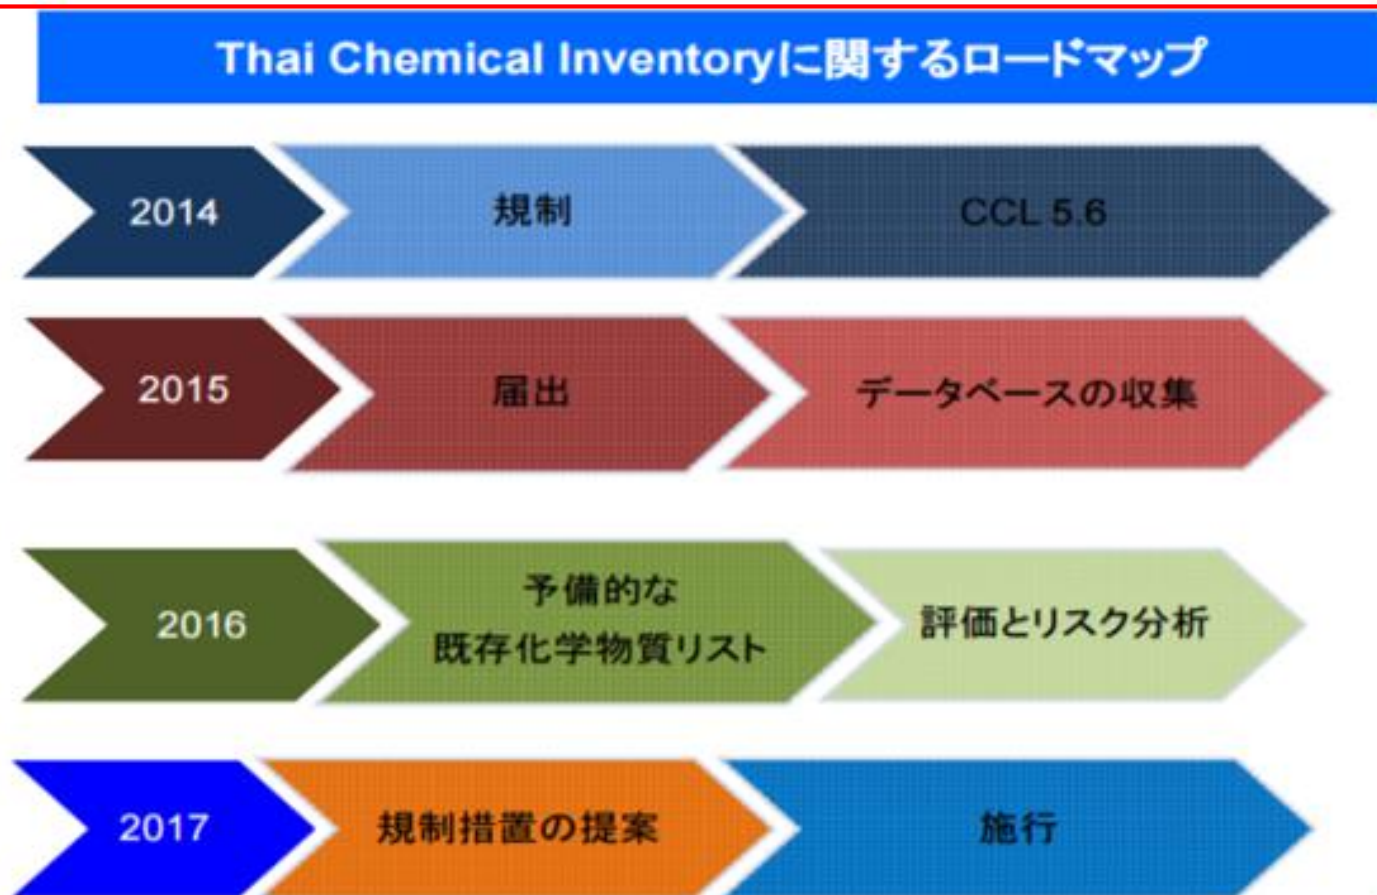 Thai Chemical Inventoryに関するロードマップ
2014
規制
CCL 5.6
2015
届出
データベースの収集
2016
予備的な
既存化学物質リスト
評価とリスク分析
2017
規制措置の提案
施行